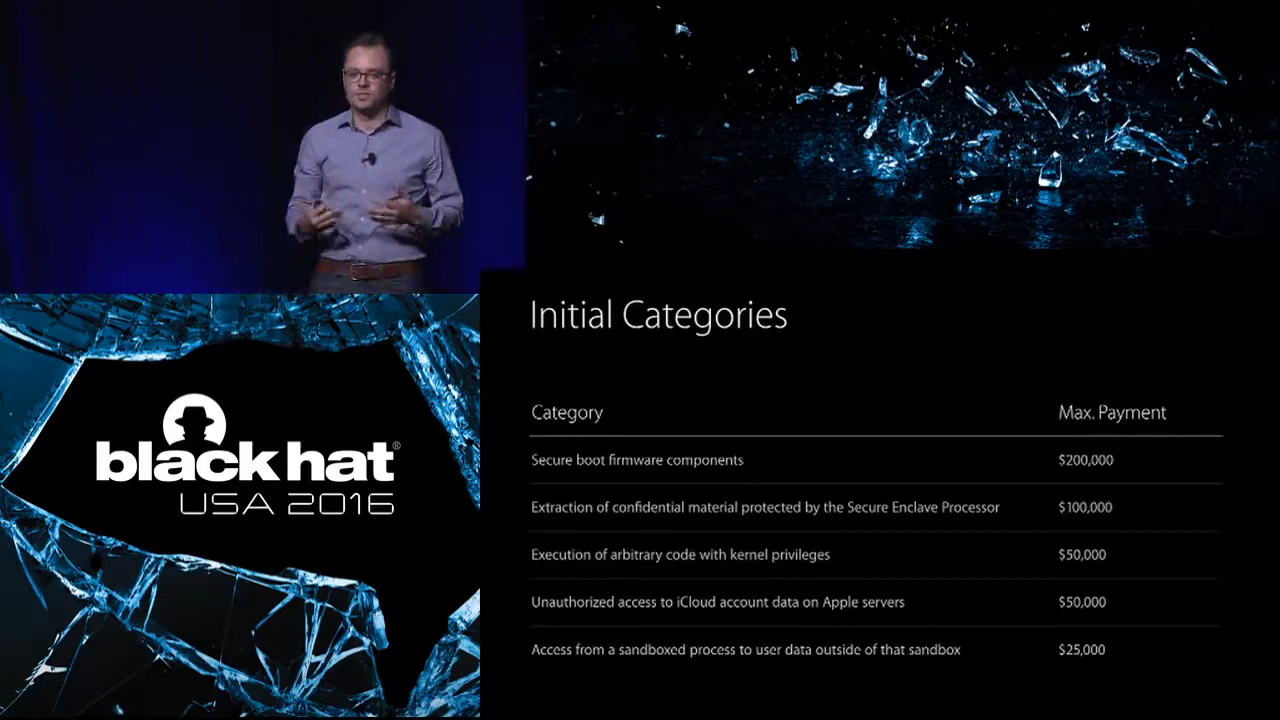 black hat®
USA 2016
Initial Categories
Category Max. Payment
Secure boot firmware components $200,000
Extraction of confidential material protected by the Secure Enclave Processor $100,000
Execution of arbitrary code with kernel privileges $50,000
Unauthorized access to iCloud account data on Apple servers $50,000
Access from a sandboxed process to user data outside of that sandbox $25,000